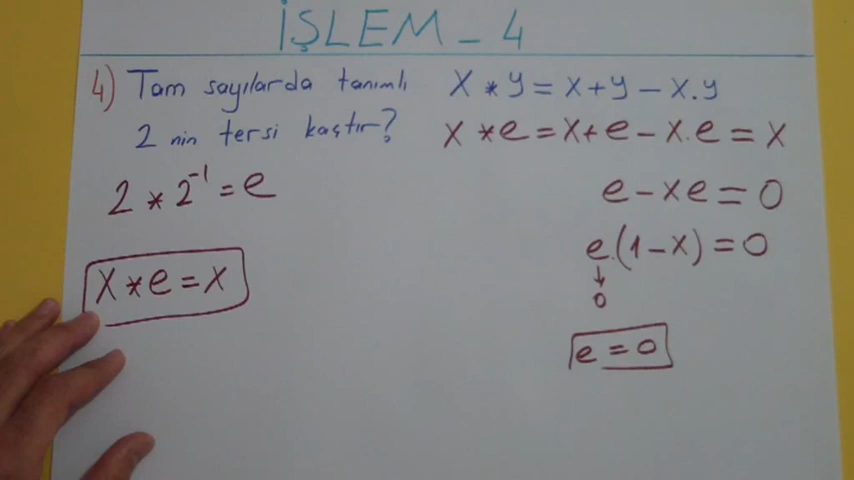 İŞLEM - 4
4) Tam sayılarda tanımlı x * y = x + y - x.y
2 nin tersi kaçtır?
x * e = x + e - x.e = x
2 * 2⁻¹ = e
e - xe = 0
e.(1-x) = 0
↓
0
x * e = x
e = 0